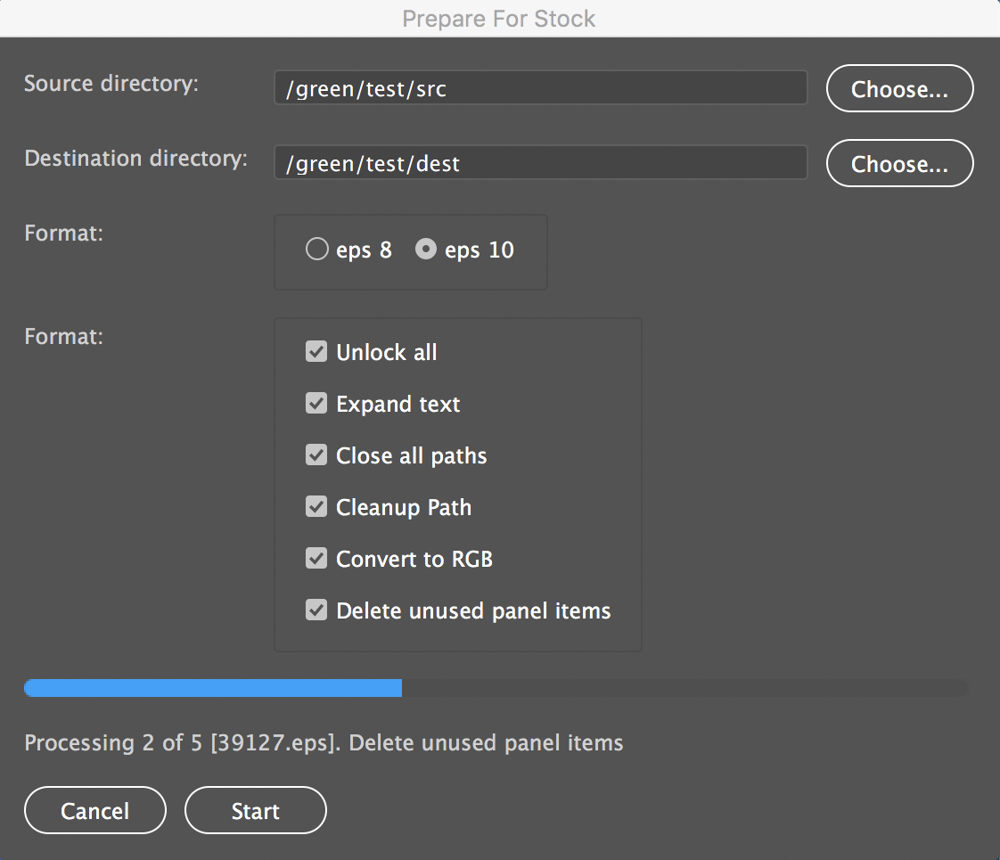 Prepare For Stock
Source directory: /green/test/src Choose...
Destination directory: /green/test/dest Choose...
Format: eps 8 eps 10
Format: Unlock all
Expand text
Close all paths
Cleanup Path
Convert to RGB
Delete unused panel items
Processing 2 of 5 [39127.eps]. Delete unused panel items
Cancel Start